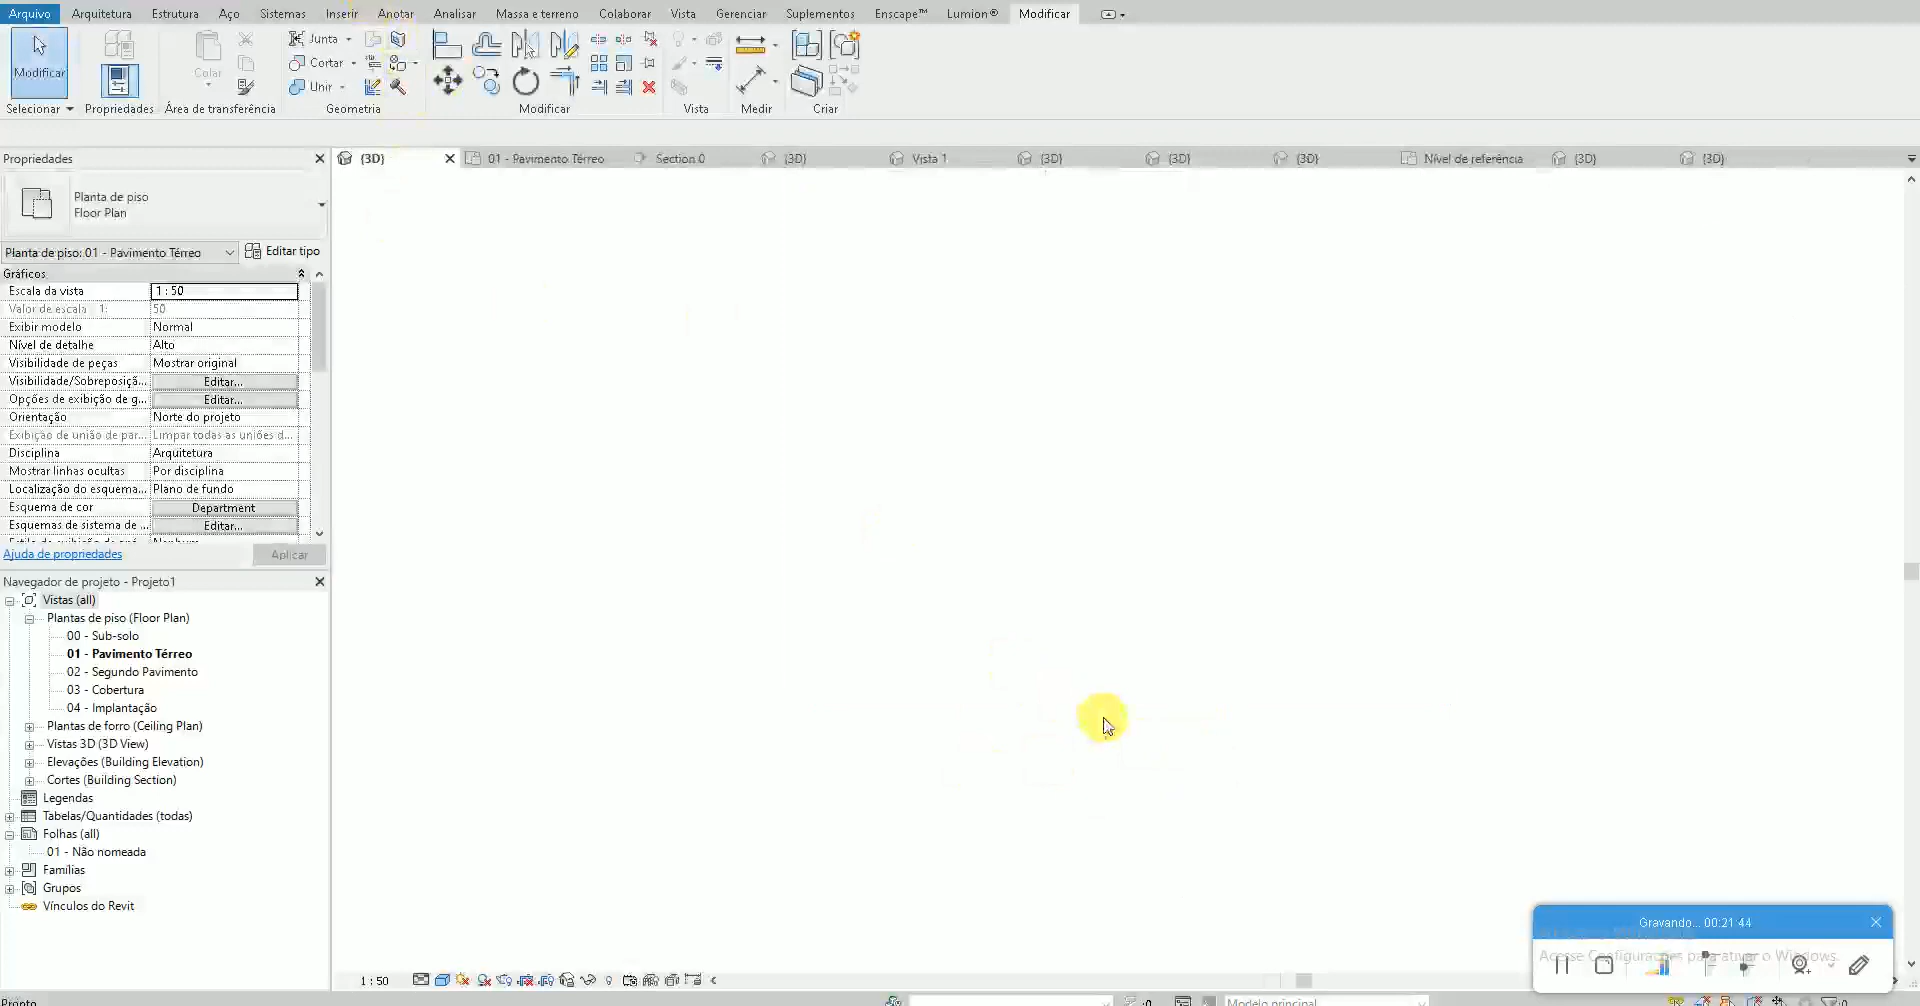 Arquivo Arquitetura Estrutura Aço Sistemas Inserir Anotar Analisar Massa e terreno Colaborar Vista Gerenciar Suplementos Enscape™ Lumion® Modificar
Modificar
Colar
Junta
Cortar
Unir
Selecionar Propriedades Área de transferência Geometria Modificar Vista Medir Criar
Propriedades
{3D} 01 - Pavimento Térreo Section 0 {3D} Vista 1 {3D} {3D} {3D} Nível de referência {3D} {3D}
Planta de piso
Floor Plan
Planta de piso: 01 - Pavimento Térreo Editar tipo
Gráficos
Escala da vista 1 : 50
Valor de escala 1: 50
Exibir modelo Normal
Nível de detalhe Alto
Visibilidade de peças Mostrar original
Visibilidade/Sobreposiçã... Editar...
Opções de exibição de g... Editar...
Orientação Norte do projeto
Exibição de união de par... Limpar todas as uniões d...
Disciplina Arquitetura
Mostrar linhas ocultas Por disciplina
Localização do esquema... Plano de fundo
Esquema de cor Department
Esquemas de sistema de ... Editar...
Ajuda de propriedades Aplicar
Navegador de projeto - Projeto1
Vistas (all)
Plantas de piso (Floor Plan)
00 - Sub-solo
01 - Pavimento Térreo
02 - Segundo Pavimento
03 - Cobertura
04 - Implantação
Plantas de forro (Ceiling Plan)
Vistas 3D (3D View)
Elevações (Building Elevation)
Cortes (Building Section)
Legendas
Tabelas/Quantidades (todas)
Folhas (all)
01 - Não nomeada
Famílias
Grupos
Vínculos do Revit
Gravando... 00:21:44
Acesse Configurações para ativar o Windows.
1 : 50
Pronto :0 Modelo principal :0